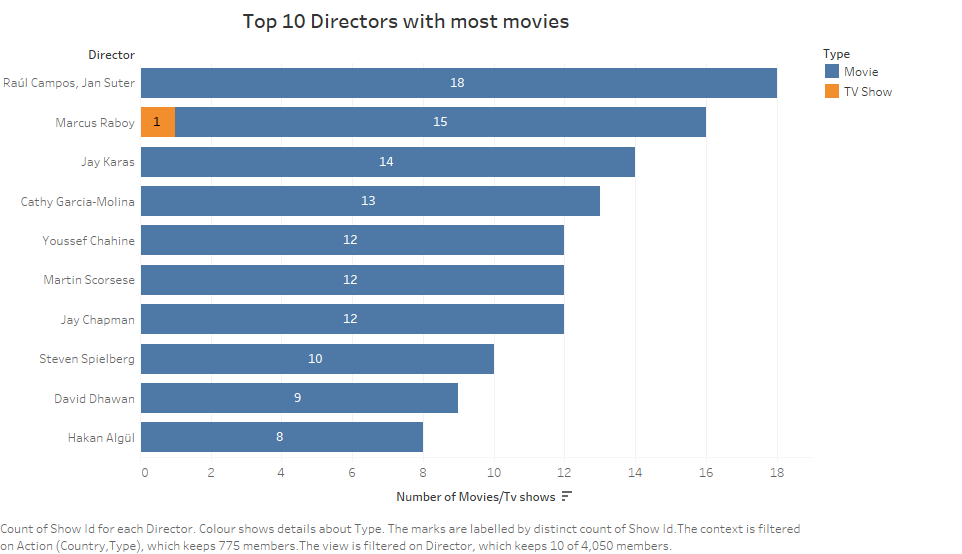 Top 10 Directors with most movies
Director
Type
Movie
TV Show
Raúl Campos, Jan Suter 18
Marcus Raboy 1 15
Jay Karas 14
Cathy Garcia-Molina 13
Youssef Chahine 12
Martin Scorsese 12
Jay Chapman 12
Steven Spielberg 10
David Dhawan 9
Hakan Algül 8
0 2 4 6 8 10 12 14 16 18
Number of Movies/Tv shows
Count of Show Id for each Director. Colour shows details about Type. The marks are labelled by distinct count of Show Id.The context is filtered
on Action (Country,Type), which keeps 775 members.The view is filtered on Director, which keeps 10 of 4,050 members.